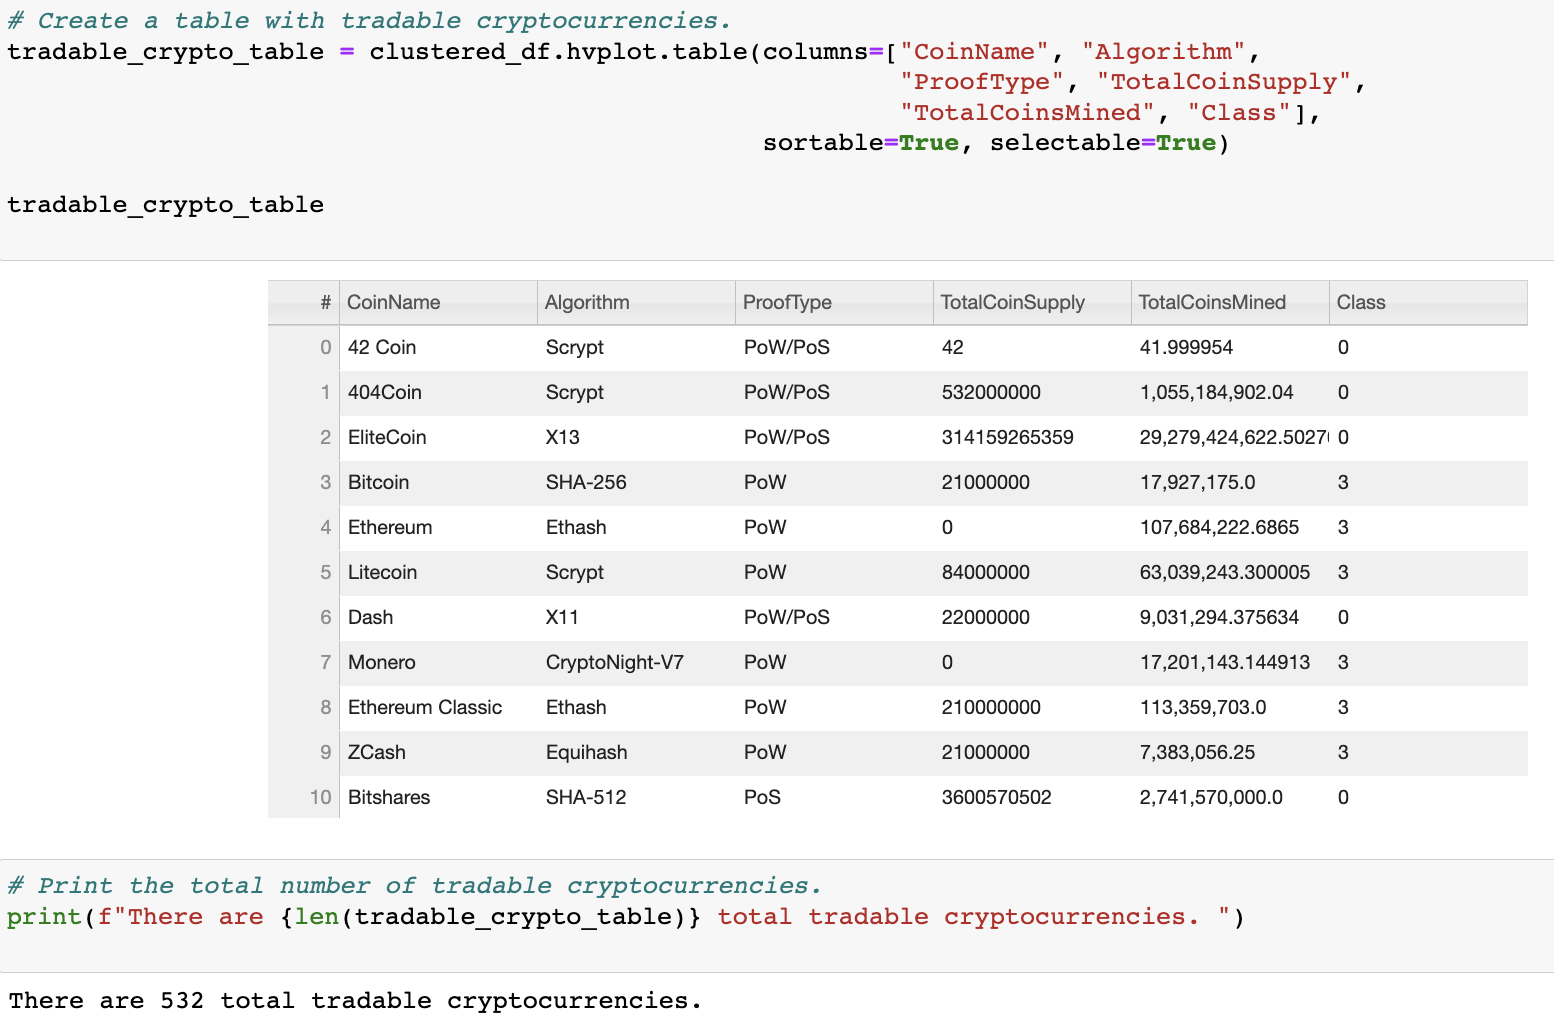 # Create a table with tradable cryptocurrencies.
tradable_crypto_table = clustered_df.hvplot.table(columns=["CoinName", "Algorithm",
"ProofType", "TotalCoinSupply",
"TotalCoinsMined", "Class"],
sortable=True, selectable=True)
tradable_crypto_table
# CoinName Algorithm ProofType TotalCoinSupply TotalCoinsMined Class
0 42 Coin Scrypt PoW/PoS 42 41.999954 0
1 404Coin Scrypt PoW/PoS 532000000 1,055,184,902.04 0
2 EliteCoin X13 PoW/PoS 314159265359 29,279,424,622.5027 0
3 Bitcoin SHA-256 PoW 21000000 17,927,175.0 3
4 Ethereum Ethash PoW 0 107,684,222.6865 3
5 Litecoin Scrypt PoW 84000000 63,039,243.300005 3
6 Dash X11 PoW/PoS 22000000 9,031,294.375634 0
7 Monero CryptoNight-V7 PoW 0 17,201,143.144913 3
8 Ethereum Classic Ethash PoW 210000000 113,359,703.0 3
9 ZCash Equihash PoW 21000000 7,383,056.25 3
10 Bitshares SHA-512 PoS 3600570502 2,741,570,000.0 0
# Print the total number of tradable cryptocurrencies.
print(f"There are {len(tradable_crypto_table)} total tradable cryptocurrencies. ")
There are 532 total tradable cryptocurrencies.